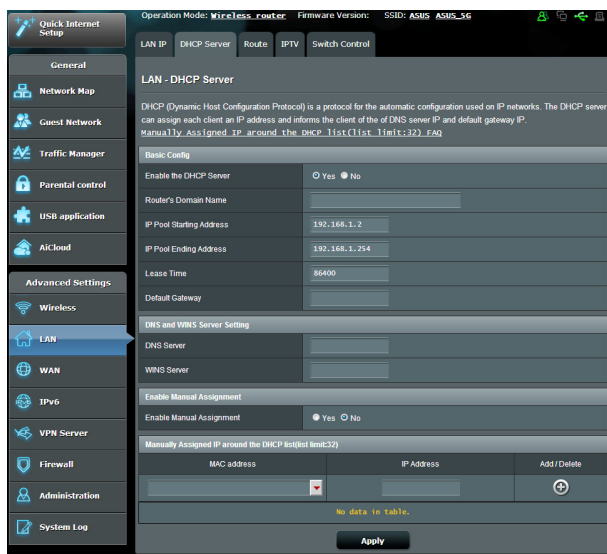 Operation Mode: Wireless router Firmware Version: SSID: ASUS ASUS_5G
Quick Internet
Setup
General
Network Map
Guest Network
Traffic Manager
Parental control
USB application
AiCloud
Advanced Settings
Wireless
LAN
WAN
IPv6
VPN Server
Firewall
Administration
System Log
LAN IP DHCP Server Route IPTV Switch Control
LAN - DHCP Server
DHCP (Dynamic Host Configuration Protocol) is a protocol for the automatic configuration used on IP networks. The DHCP server
can assign each client an IP address and informs the client of the of DNS server IP and default gateway IP.
Manually Assigned IP around the DHCP list(list limit:32) FAQ
Basic Config
Enable the DHCP Server Yes No
Router's Domain Name
IP Pool Starting Address 192.168.1.2
IP Pool Ending Address 192.168.1.254
Lease Time 86400
Default Gateway
DNS and WINS Server Setting
DNS Server
WINS Server
Enable Manual Assignment
Enable Manual Assignment Yes No
Manually Assigned IP around the DHCP list(list limit:32)
MAC address IP Address Add / Delete
No data in table.
Apply